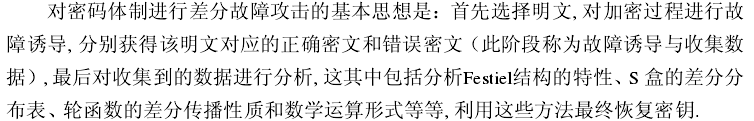 对密码体制进行差分故障攻击的基本思想是：首先选择明文,对加密过程进行故
障诱导,分别获得该明文对应的正确密文和错误密文（此阶段称为故障诱导与收集数
据）,最后对收集到的数据进行分析,这其中包括分析Festiel结构的特性、S 盒的差分分
布表、轮函数的差分传播性质和数学运算形式等等,利用这些方法最终恢复密钥.